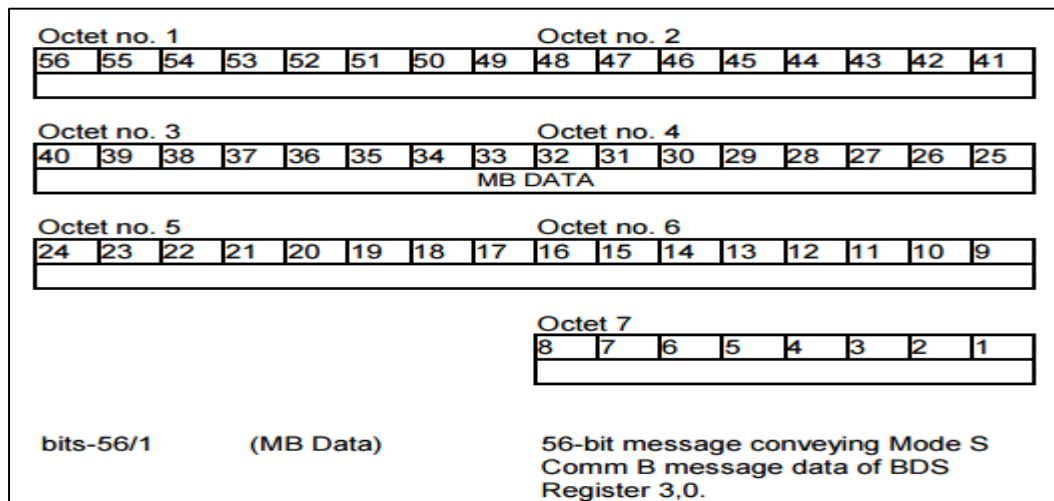 Octet no. 1 Octet no. 2
56 55 54 53 52 51 50 49 48 47 46 45 44 43 42 41
Octet no. 3 Octet no. 4
40 39 38 37 36 35 34 33 32 31 30 29 28 27 26 25
MB DATA
Octet no. 5 Octet no. 6
24 23 22 21 20 19 18 17 16 15 14 13 12 11 10 9
Octet 7
8 7 6 5 4 3 2 1
bits-56/1 (MB Data) 56-bit message conveying Mode S
Comm B message data of BDS
Register 3,0.